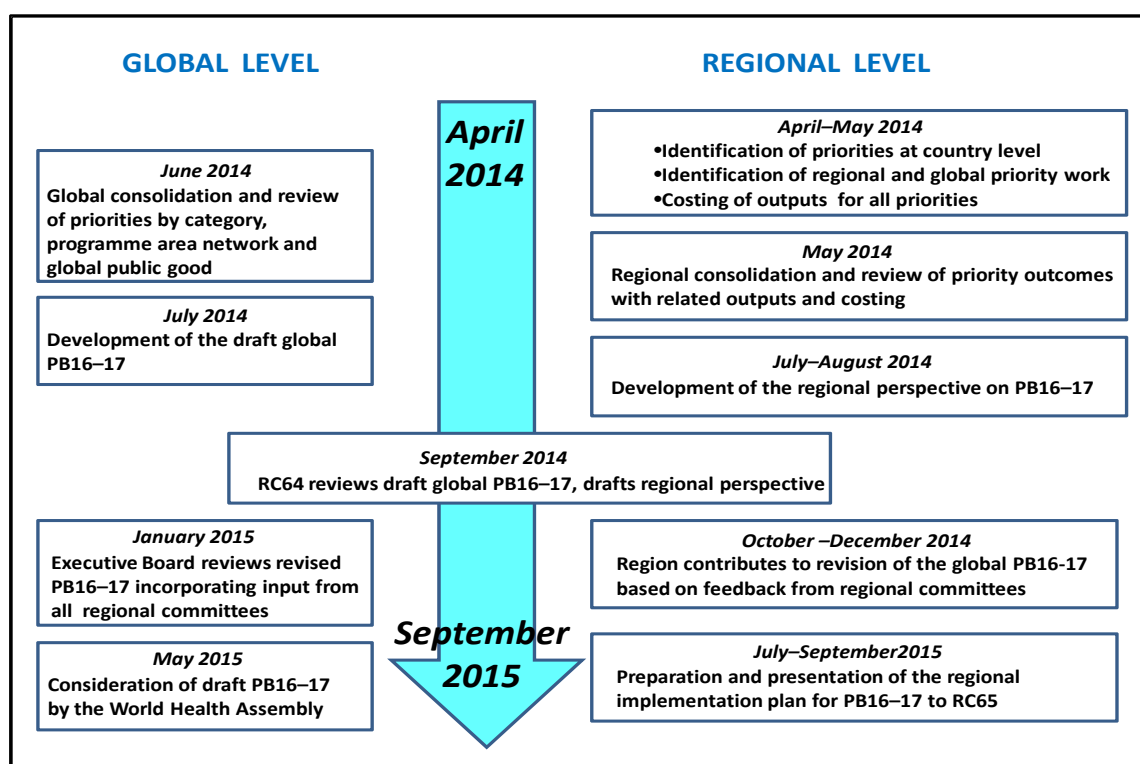 GLOBAL LEVEL
REGIONAL LEVEL
April
2014
June 2014
Global consolidation and review
of priorities by category,
programme area network and
global public good
July 2014
Development of the draft global
PB16–17
April–May 2014
•Identification of priorities at country level
•Identification of regional and global priority work
•Costing of outputs for all priorities
May 2014
Regional consolidation and review of priority outcomes
with related outputs and costing
July–August 2014
Development of the regional perspective on PB16–17
September 2014
RC64 reviews draft global PB16–17, drafts regional perspective
January 2015
Executive Board reviews revised
PB16–17 incorporating input from
all regional committees
May 2015
Consideration of draft PB16–17
by the World Health Assembly
September
2015
October –December 2014
Region contributes to revision of the global PB16-17
based on feedback from regional committees
July–September2015
Preparation and presentation of the regional
implementation plan for PB16–17 to RC65